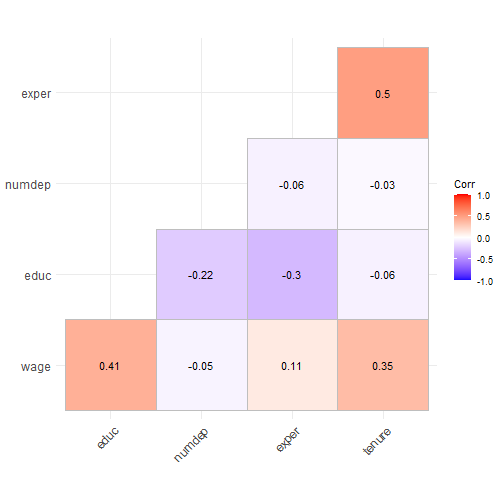 exper
0.5
numdep
-0.06
-0.03
educ
-0.22
-0.3
-0.06
wage
0.41
-0.05
0.11
0.35
educ
numdep
exper
tenure
Corr
1.0
0.5
0.0
-0.5
-1.0